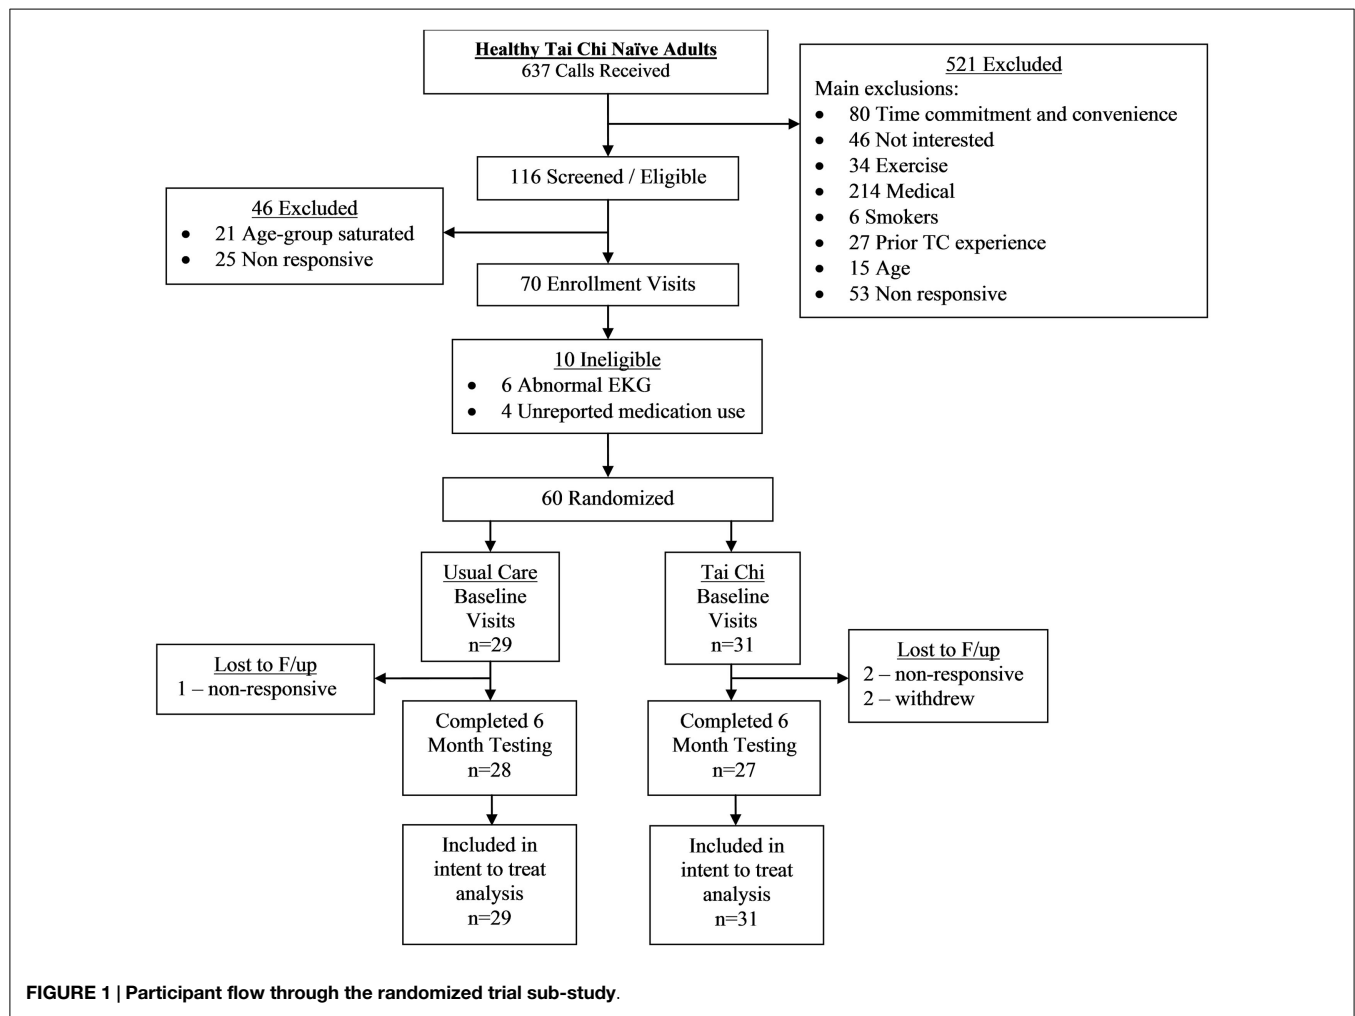 Healthy Tai Chi Naïve Adults
637 Calls Received
521 Excluded
Main exclusions:
• 80 Time commitment and convenience
• 46 Not interested
• 34 Exercise
• 214 Medical
• 6 Smokers
• 27 Prior TC experience
• 15 Age
• 53 Non responsive
116 Screened / Eligible
46 Excluded
• 21 Age-group saturated
• 25 Non responsive
70 Enrollment Visits
10 Ineligible
• 6 Abnormal EKG
• 4 Unreported medication use
60 Randomized
Usual Care
Baseline
Visits
n=29
Tai Chi
Baseline
Visits
n=31
Lost to F/up
1 – non-responsive
Lost to F/up
2 – non-responsive
2 – withdrew
Completed 6
Month Testing
n=28
Completed 6
Month Testing
n=27
Included in
intent to treat
analysis
n=29
Included in
intent to treat
analysis
n=31
FIGURE 1 | Participant flow through the randomized trial sub-study.